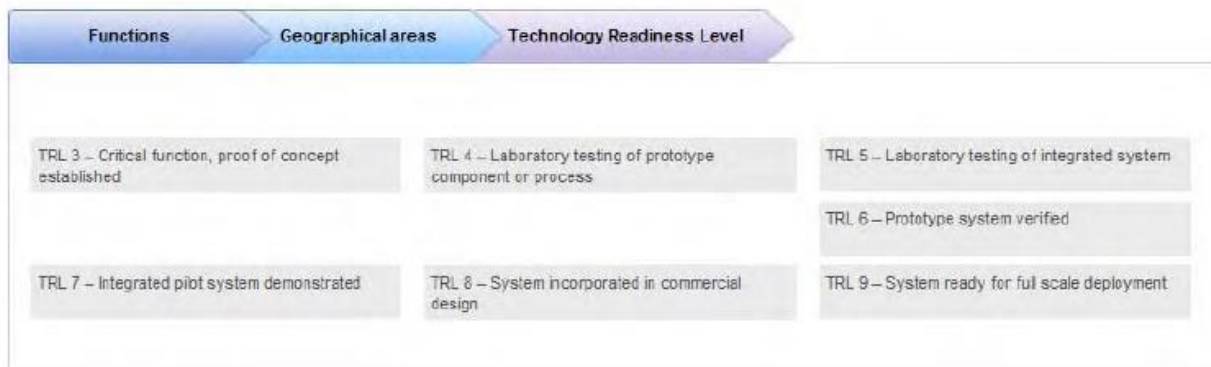 Functions
Geographical areas
Technology Readiness Level
TRL 3 – Critical function, proof of concept
established
TRL 4 – Laboratory testing of prototype
component or process
TRL 5 – Laboratory testing of integrated system
TRL 6 – Prototype system verified
TRL 7 – Integrated pilot system demonstrated
TRL 8 – System incorporated in commercial
design
TRL 9 – System ready for full scale deployment